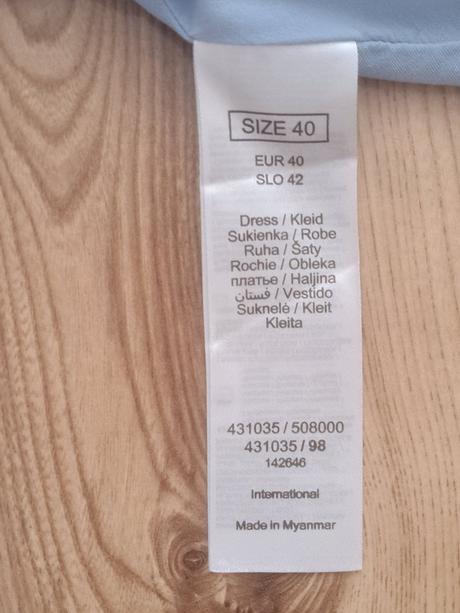 SIZE 40
EUR 40
SLO 42
Dress / Kleid
Sukienka / Robe
Ruha / Šaty
Rochie / Obleka
платье / Haljina
فستان / Vestido
Suknelė / Kleit
Kleita
431035 / 508000
431035 / 98
142646
International
Made in Myanmar